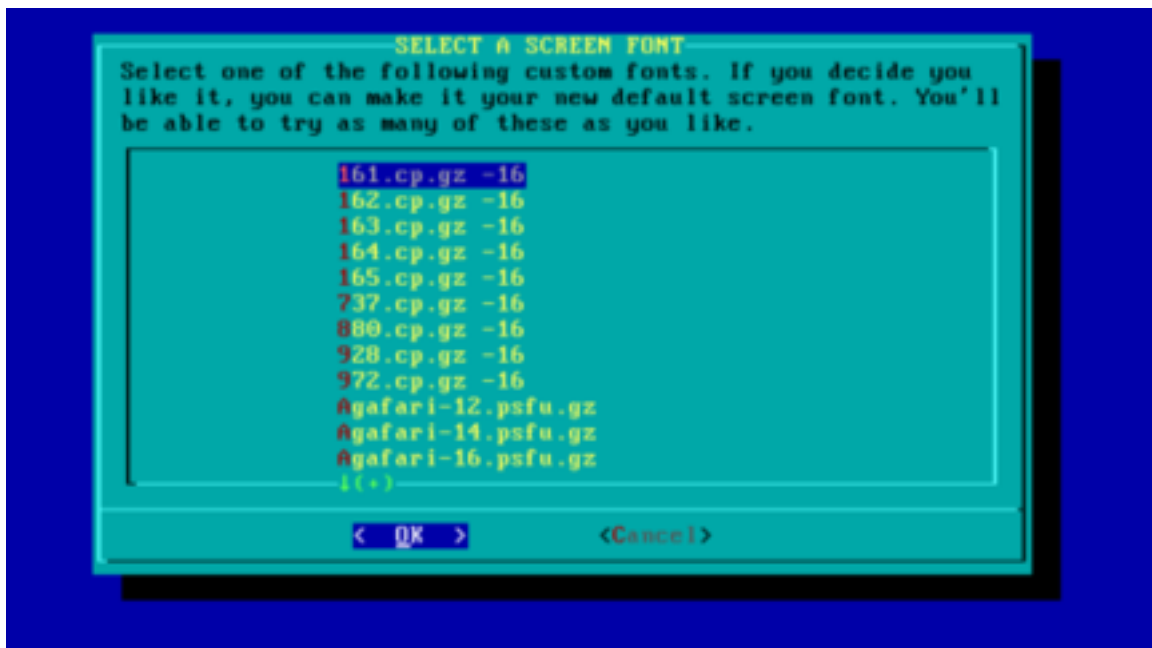 SELECT A SCREEN FONT
Select one of the following custom fonts. If you decide you
like it, you can make it your new default screen font. You'll
be able to try as many of these as you like.
161.cp.gz -16
162.cp.gz -16
163.cp.gz -16
164.cp.gz -16
165.cp.gz -16
737.cp.gz -16
880.cp.gz -16
928.cp.gz -16
972.cp.gz -16
Agafari-12.psfu.gz
Agafari-14.psfu.gz
Agafari-16.psfu.gz
↓(+)
< OK > <Cancel>